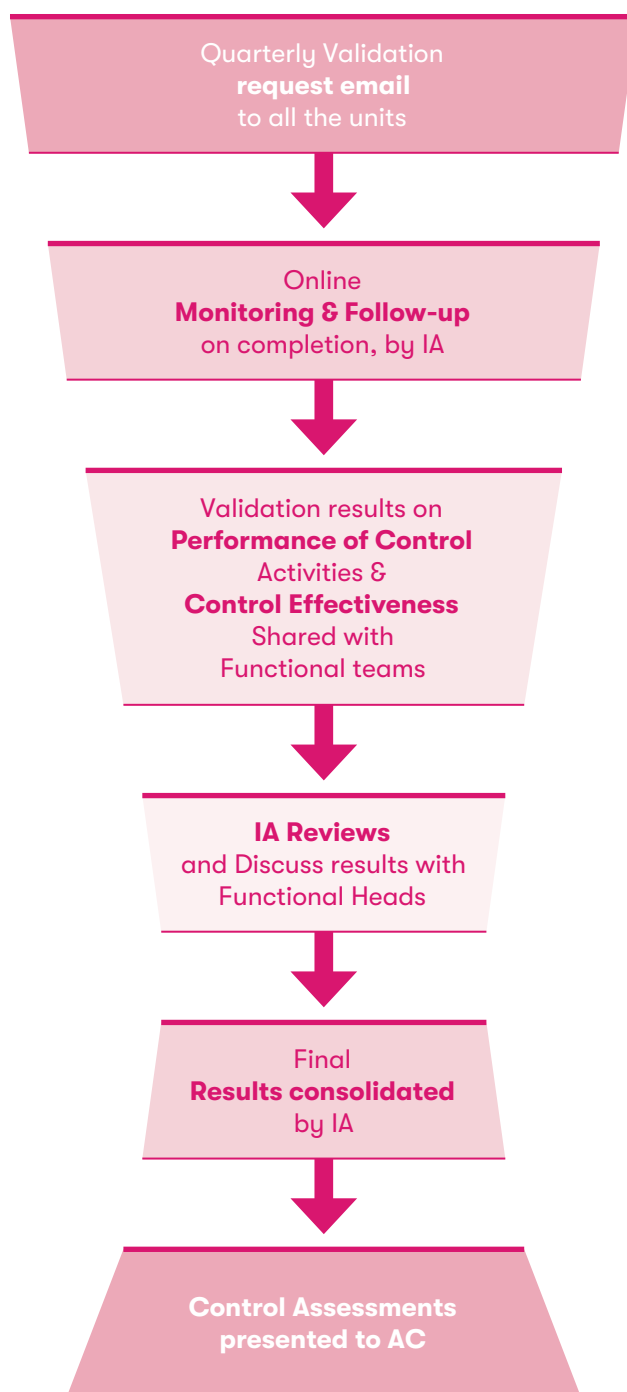 Quarterly Validation
request email
to all the units
Online
Monitoring & Follow-up
on completion, by IA
Validation results on
Performance of Control
Activities &
Control Effectiveness
Shared with
Functional teams
IA Reviews
and Discuss results with
Functional Heads
Final
Results consolidated
by IA
Control Assessments
presented to AC